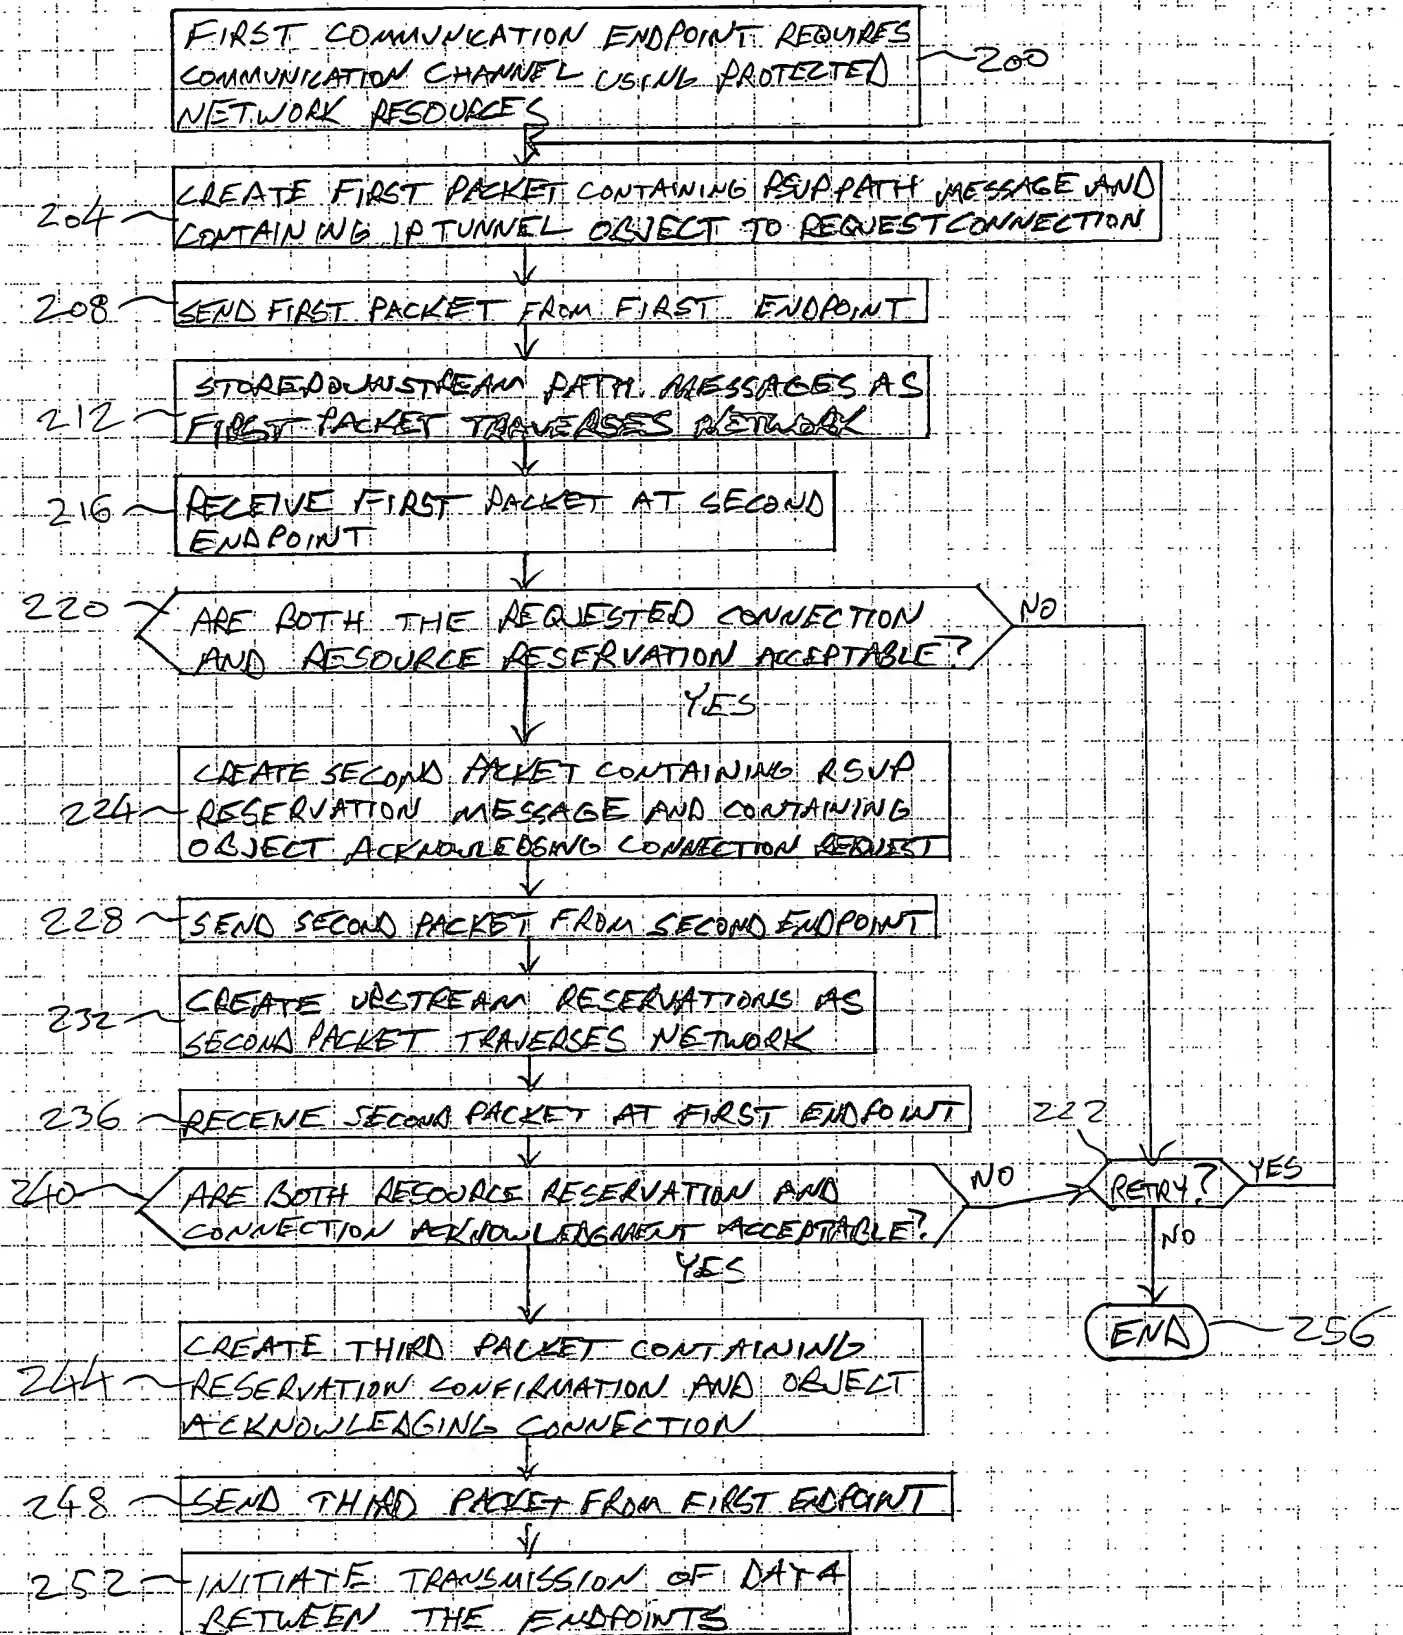 FIRST COMMUNICATION ENDPOINT REQUIRES
COMMUNICATION CHANNEL USING PROTECTED
NETWORK RESOURCES
200
204
CREATE FIRST PACKET CONTAINING RSVP PATH MESSAGE AND
CONTAINING IP TUNNEL OBJECT TO REQUEST CONNECTION
208
SEND FIRST PACKET FROM FIRST ENDPOINT
212
STORE DOWNSTREAM PATH MESSAGES AS
FIRST PACKET TRAVERSES NETWORK
216
RECEIVE FIRST PACKET AT SECOND
ENDPOINT
220
ARE BOTH THE REQUESTED CONNECTION
AND RESOURCE RESERVATION ACCEPTABLE?
NO
YES
224
CREATE SECOND PACKET CONTAINING RSVP
RESERVATION MESSAGE AND CONTAINING
OBJECT ACKNOWLEDGING CONNECTION REQUEST
228
SEND SECOND PACKET FROM SECOND ENDPOINT
232
CREATE UPSTREAM RESERVATIONS AS
SECOND PACKET TRAVERSES NETWORK
236
RECEIVE SECOND PACKET AT FIRST ENDPOINT
222
240
ARE BOTH RESOURCE RESERVATION AND
CONNECTION ACKNOWLEDGMENT ACCEPTABLE?
NO
RETRY?
YES
NO
YES
END
256
244
CREATE THIRD PACKET CONTAINING
RESERVATION CONFIRMATION AND OBJECT
ACKNOWLEDGING CONNECTION
248
SEND THIRD PACKET FROM FIRST ENDPOINT
252
INITIATE TRANSMISSION OF DATA
BETWEEN THE ENDPOINTS